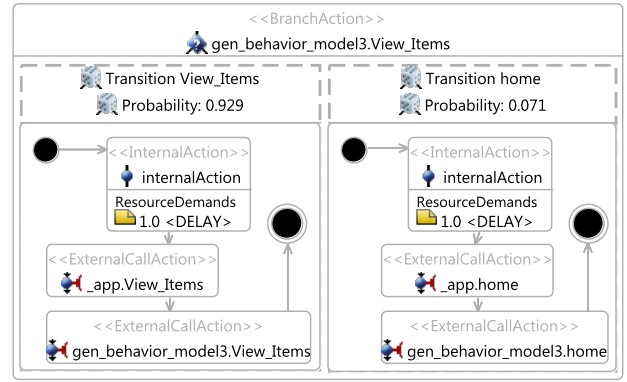 <<BranchAction>>
gen_behavior_model3.View_Items
Transition View_Items
Probability: 0.929
<<InternalAction>>
internalAction
ResourceDemands
1.0 <DELAY>
<<ExternalCallAction>>
_app.View_Items
<<ExternalCallAction>>
gen_behavior_model3.View_Items
Transition home
Probability: 0.071
<<InternalAction>>
internalAction
ResourceDemands
1.0 <DELAY>
<<ExternalCallAction>>
_app.home
<<ExternalCallAction>>
gen_behavior_model3.home